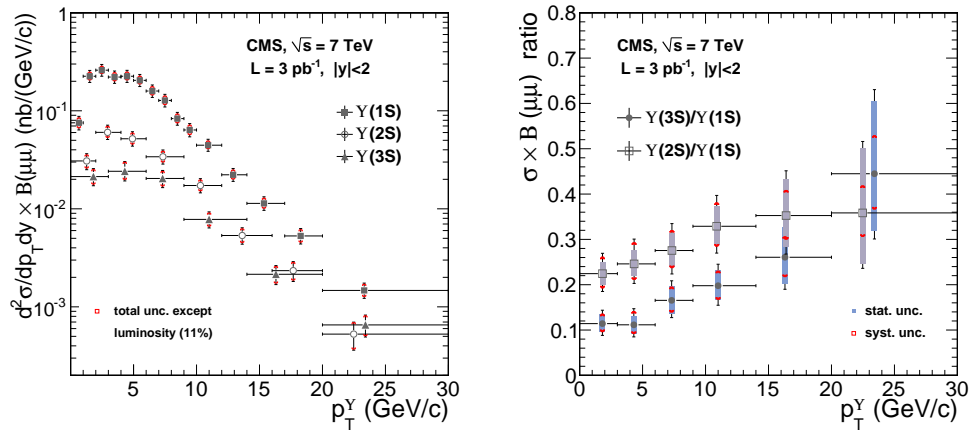 CMS, √s = 7 TeV
L = 3 pb⁻¹, |y|<2
ϒ(1S)
ϒ(2S)
ϒ(3S)
total unc. except
luminosity (11%)
d²σ/dp_T dy × B(μμ) (nb/(GeV/c))
10⁻¹
10⁻²
10⁻³
0 5 10 15 20 25 30
p_T^ϒ (GeV/c)
CMS, √s = 7 TeV
L = 3 pb⁻¹, |y|<2
ϒ(3S)/ϒ(1S)
ϒ(2S)/ϒ(1S)
stat. unc.
syst. unc.
σ × B (μμ) ratio
0.8
0.7
0.6
0.5
0.4
0.3
0.2
0.1
0
0 5 10 15 20 25 30
p_T^ϒ (GeV/c)